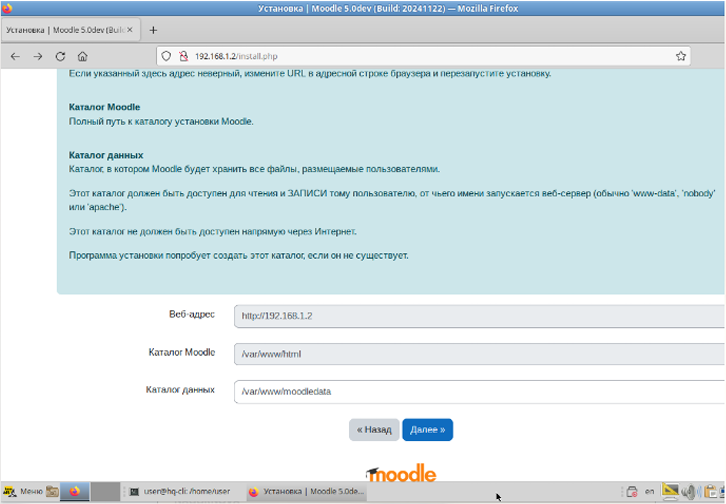 Установка | Moodle 5.0dev (Build: 20241122) — Mozilla Firefox
Установка | Moodle 5.0dev (Build
192.168.1.2/install.php
Если указанный здесь адрес неверный, измените URL в адресной строке браузера и перезапустите установку.
Каталог Moodle
Полный путь к каталогу установки Moodle.
Каталог данных
Каталог, в котором Moodle будет хранить все файлы, размещаемые пользователями.
Этот каталог должен быть доступен для чтения и ЗАПИСИ тому пользователю, от чьего имени запускается веб-сервер (обычно 'www-data', 'nobody'
или 'apache').
Этот каталог не должен быть доступен напрямую через Интернет.
Программа установки попробует создать этот каталог, если он не существует.
Веб-адрес
http://192.168.1.2
Каталог Moodle
/var/www/html
Каталог данных
/var/www/moodledata
« Назад
Далее »
moodle
Меню
user@hq-cli: /home/user
Установка | Moodle 5.0de...
en